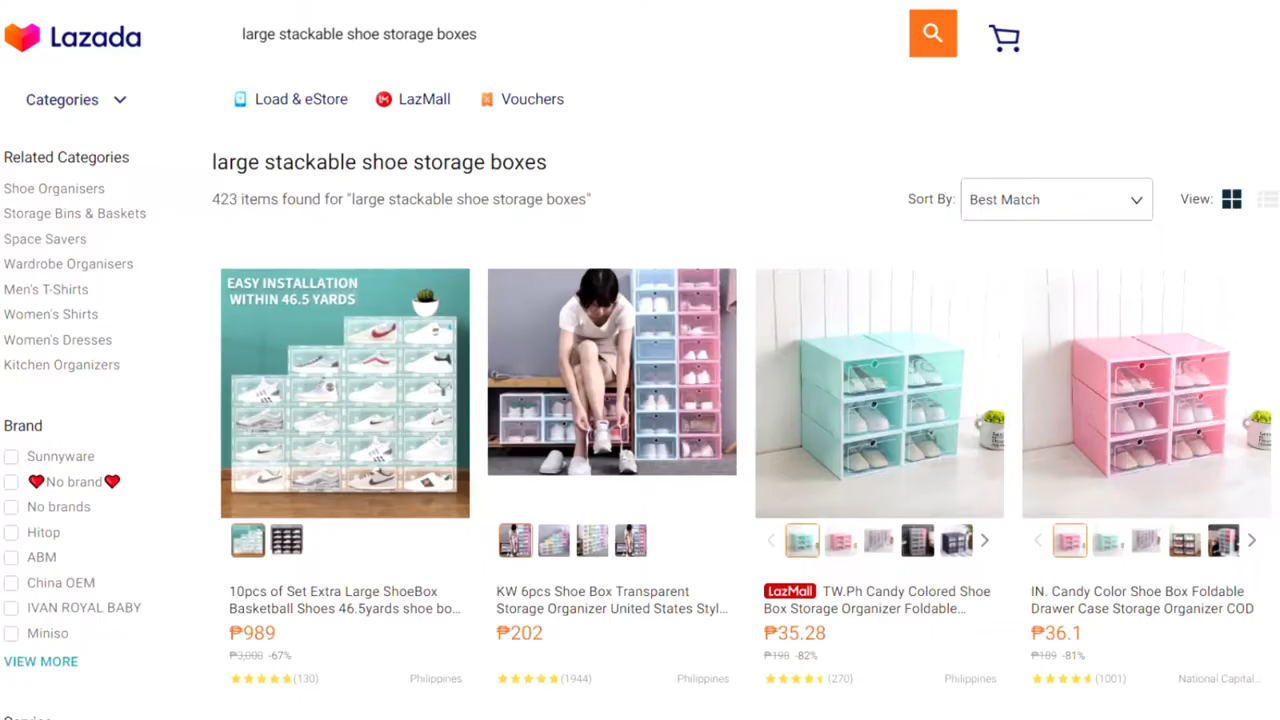 Lazada
large stackable shoe storage boxes
Categories
Load & eStore
LazMall
Vouchers
Related Categories
Shoe Organisers
Storage Bins & Baskets
Space Savers
Wardrobe Organisers
Men's T-Shirts
Women's Shirts
Women's Dresses
Kitchen Organizers
Brand
Sunnyware
❤️No brand❤️
No brands
Hitop
ABM
China OEM
IVAN ROYAL BABY
Miniso
VIEW MORE
large stackable shoe storage boxes
423 items found for "large stackable shoe storage boxes"
Sort By:
Best Match
View:
EASY INSTALLATION
WITHIN 46.5 YARDS
10pcs of Set Extra Large ShoeBox
Basketball Shoes 46.5yards shoe bo...
₱989
₱3,000 -67%
(130)
Philippines
KW 6pcs Shoe Box Transparent
Storage Organizer United States Styl...
₱202
(1944)
Philippines
LazMall TW.Ph Candy Colored Shoe
Box Storage Organizer Foldable...
₱35.28
₱198 -82%
(270)
Philippines
IN. Candy Color Shoe Box Foldable
Drawer Case Storage Organizer COD
₱36.1
₱189 -81%
(1001)
National Capital...